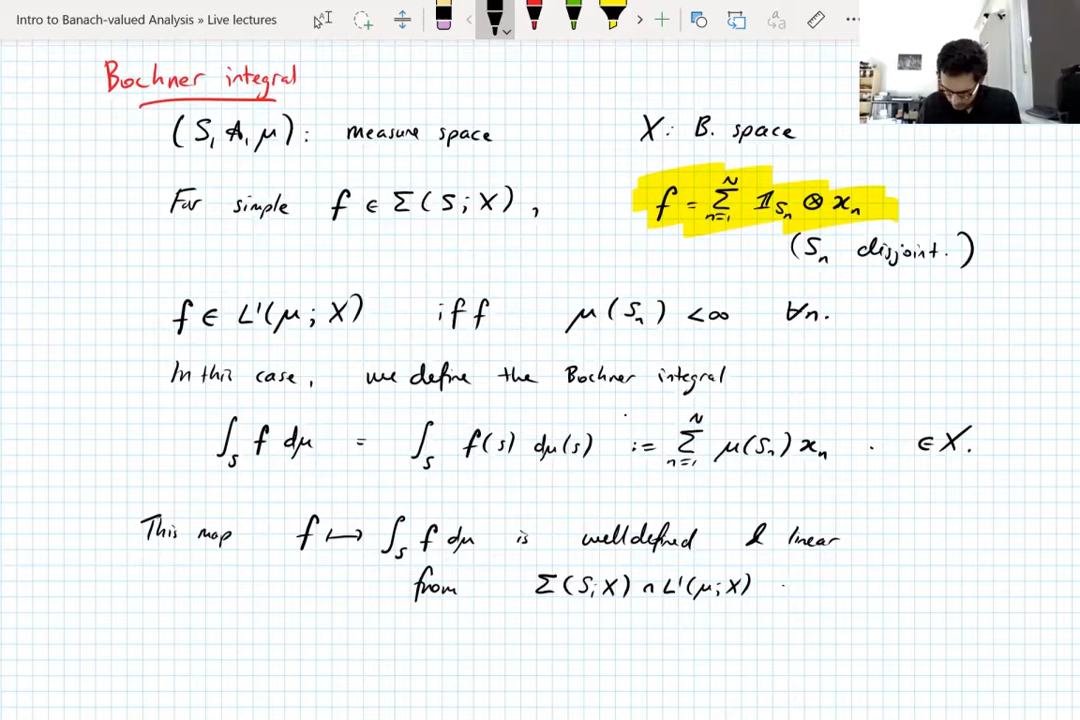 Intro to Banach-valued Analysis » Live lectures
Bochner integral
(S, A, μ): measure space X: B. space
For simple f ∈ Σ(S; X), f = Σ_{n=1}^{N} 𝟙_{S_n} ⊗ x_n
(S_n disjoint.)
f ∈ L¹(μ; X) iff μ(S_n) < ∞ ∀n.
In this case, we define the Bochner integral
∫_S f dμ = ∫_S f(s) dμ(s) := Σ_{n=1}^{N} μ(S_n) x_n . ∈ X.
This map f ↦ ∫_S f dμ is welldefined & linear
from Σ(S; X) ∩ L¹(μ; X)